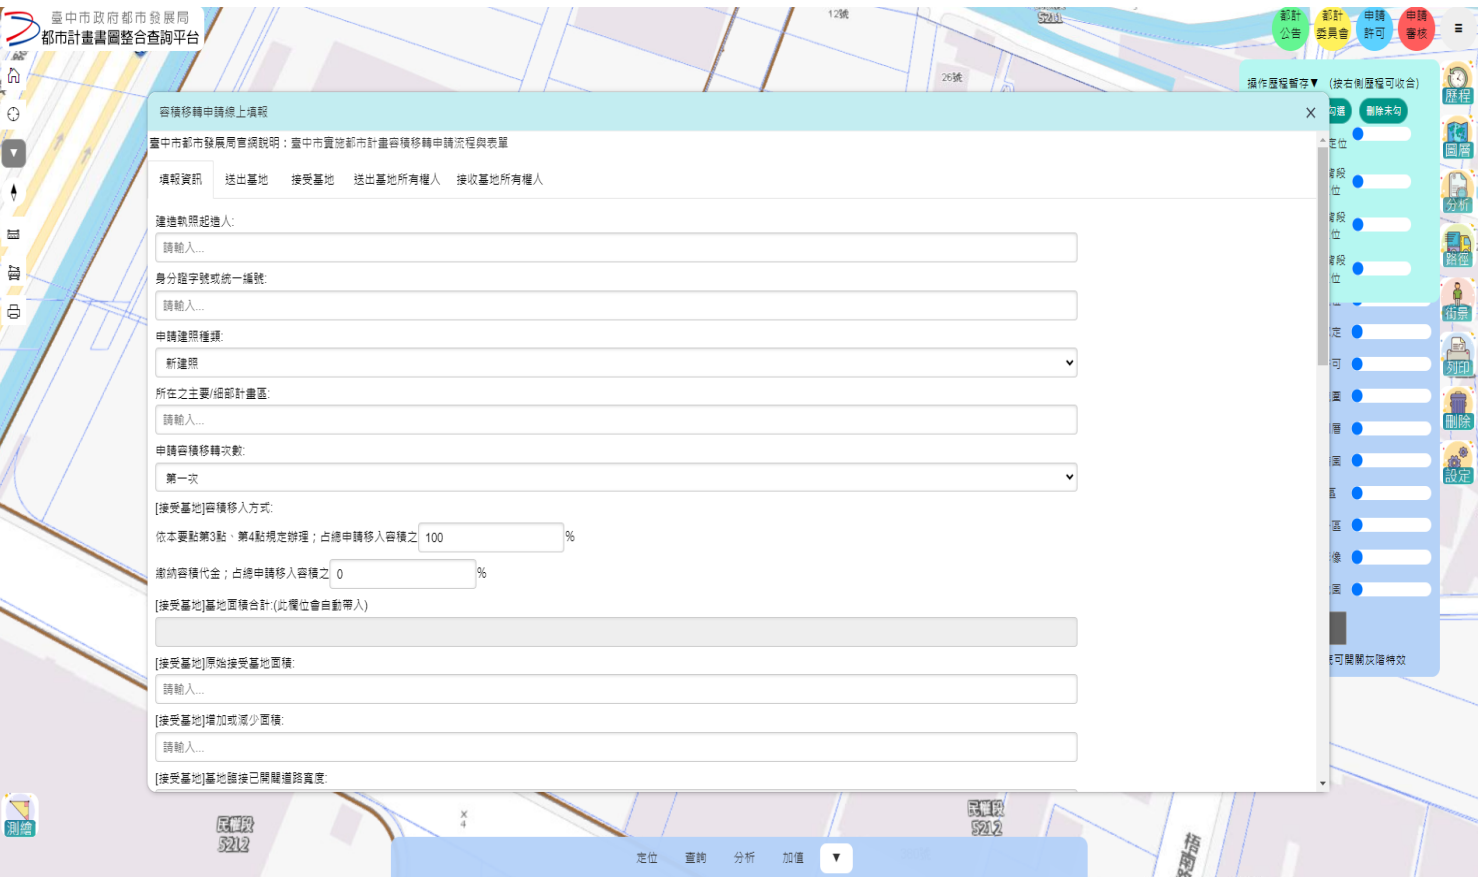 臺中市政府都市發展局
都市計畫書圖整合查詢平台
12號
26號
都計
公告
都計
委員會
申請
許可
申請
審核
≡
操作歷程暫存▼ (按右側歷程可收合)
刪除未勾
歷程
圖層
分析
路徑
街景
列印
刪除
設定
容積移轉申請線上填報
X
臺中市都市發展局官網說明：臺中市實施都市計畫容積移轉申請流程與表單
填報資訊
送出基地
接受基地
送出基地所有權人
接收基地所有權人
建造執照起造人:
請輸入...
身分證字號或統一編號:
請輸入...
申請建照種類:
新建照
所在之主要/細部計畫區:
請輸入...
申請容積移轉次數:
第一次
[接受基地]容積移入方式:
依本要點第3點、第4點規定辦理；占總申請移入容積之 100 %
繳納容積代金；占總申請移入容積之 0 %
[接受基地]基地面積合計:(此欄位會自動帶入)
[接受基地]原始接受基地面積:
請輸入...
[接受基地]增加或減少面積:
請輸入...
[接受基地]基地臨接已開闢道路寬度:
可開關灰階特效
測繪
民權段
5212
X
4
民權段
5212
梧南路
定位
查詢
分析
加值
▼